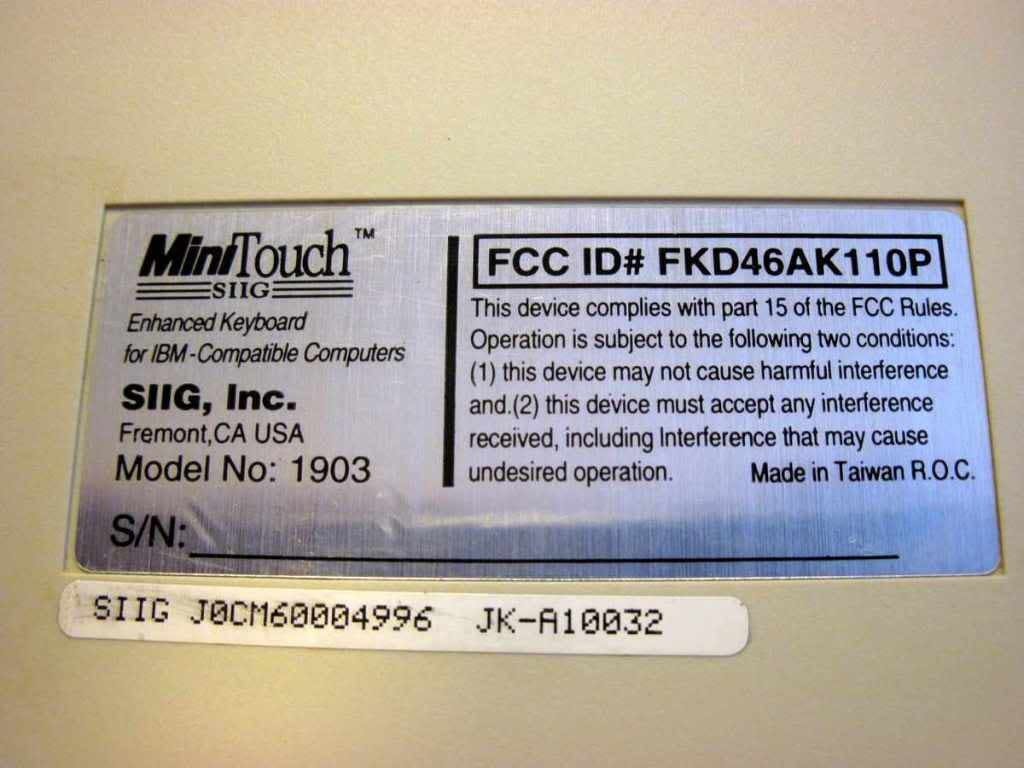 MiniTouch™
SIIG
Enhanced Keyboard
for IBM-Compatible Computers
SIIG, Inc.
Fremont,CA USA
Model No: 1903
S/N:
FCC ID# FKD46AK110P
This device complies with part 15 of the FCC Rules.
Operation is subject to the following two conditions:
(1) this device may not cause harmful interference
and.(2) this device must accept any interference
received, including Interference that may cause
undesired operation. Made in Taiwan R.O.C.
SIIG J0CM60004996 JK-A10032